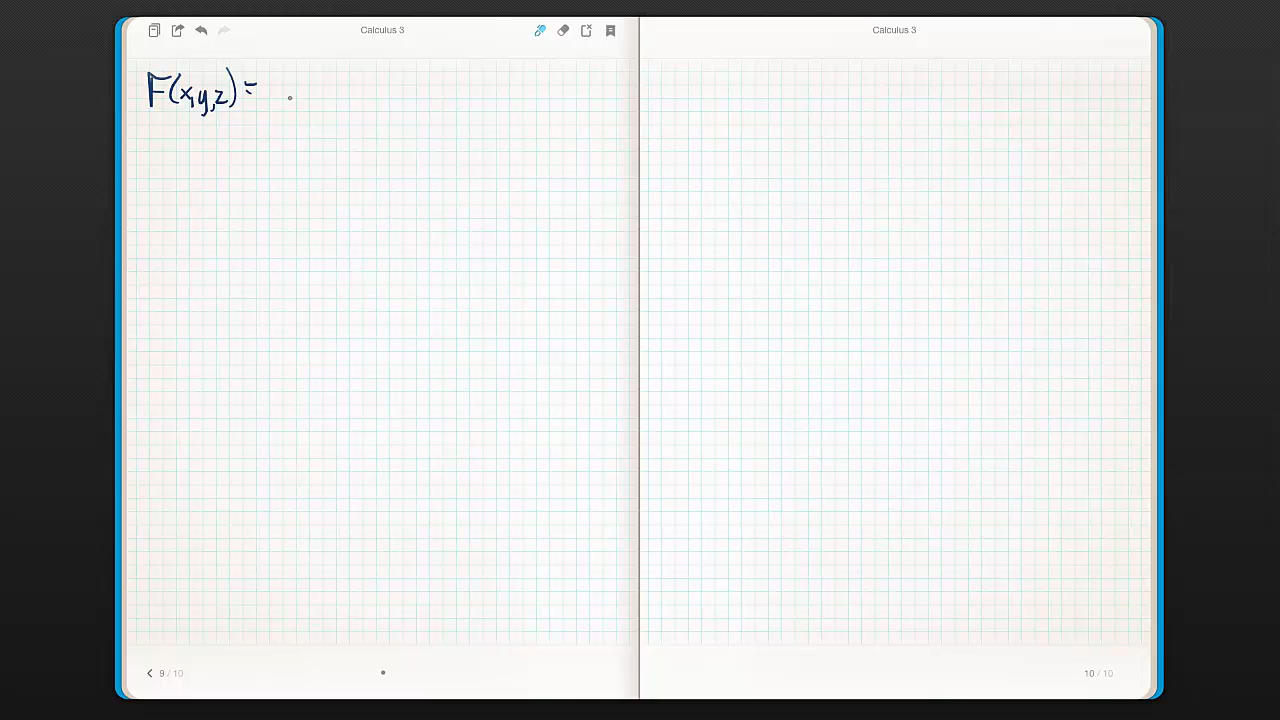 Calculus 3
Calculus 3
F(x,y,z)=
9 / 10
10 / 10